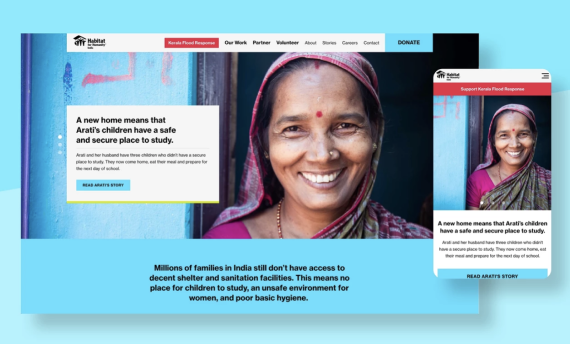 Habitat
for Humanity
India
Kerala Flood Response
Our Work
Partner
Volunteer
About
Stories
Careers
Contact
DONATE
A new home means that
Arati's children have a safe
and secure place to study.
Arati and her husband have three children who didn't have a secure
place to study. They now come home, eat their meal and prepare for
the next day of school.
READ ARATI'S STORY
Millions of families in India still don't have access to
decent shelter and sanitation facilities. This means no
place for children to study, an unsafe environment for
women, and poor basic hygiene.
Habitat
for Humanity
India
Support Kerala Flood Response
A new home means that Arati's children
have a safe and secure place to study.
Arati and her husband have three children who didn't
have a secure place to study. They now come home, eat
their meal and prepare for the next day of school.
READ ARATI'S STORY